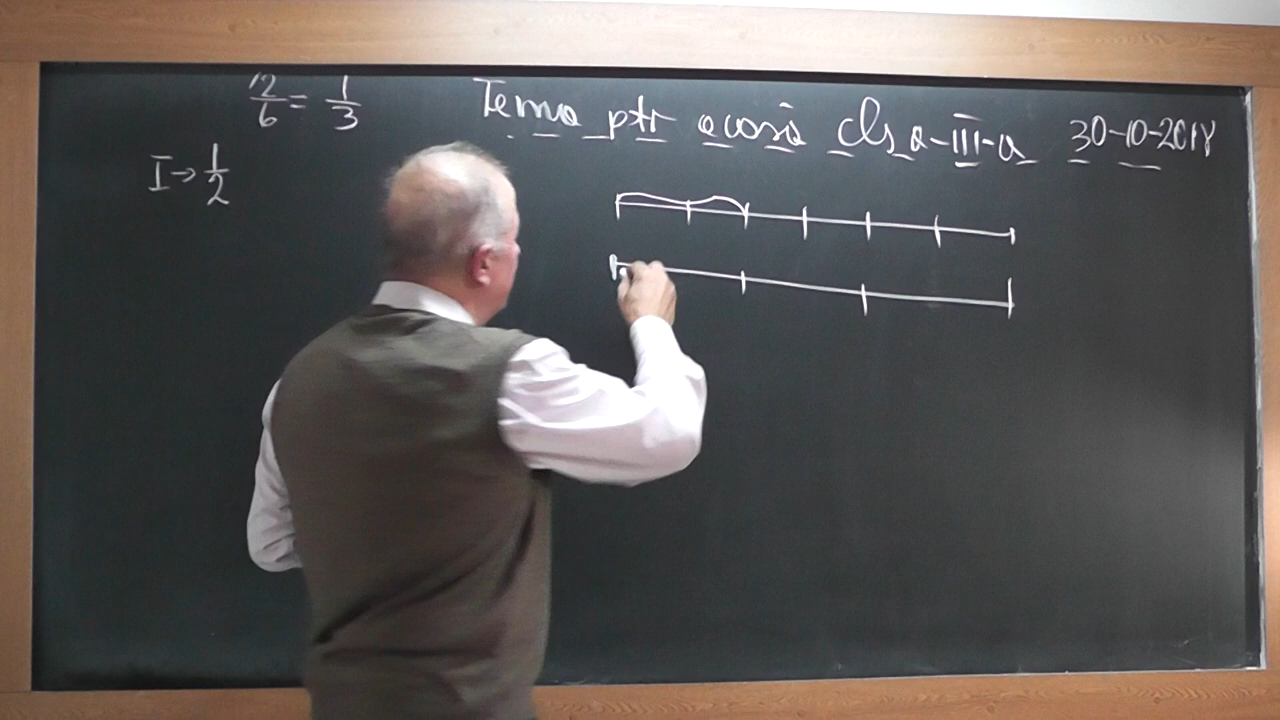 2/6 = 1/3
Tema ptr acasă cls a-III-a 30-10-2018
I→ 1/2